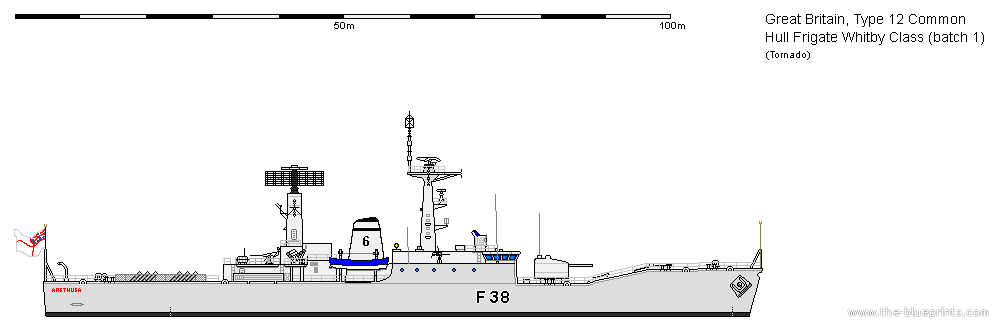 50m
100m
Great Britain, Type 12 Common
Hull Frigate Whitby Class (batch 1)
(Tornado)
6
ARETHUSA
F 38
www.the-blueprints.com